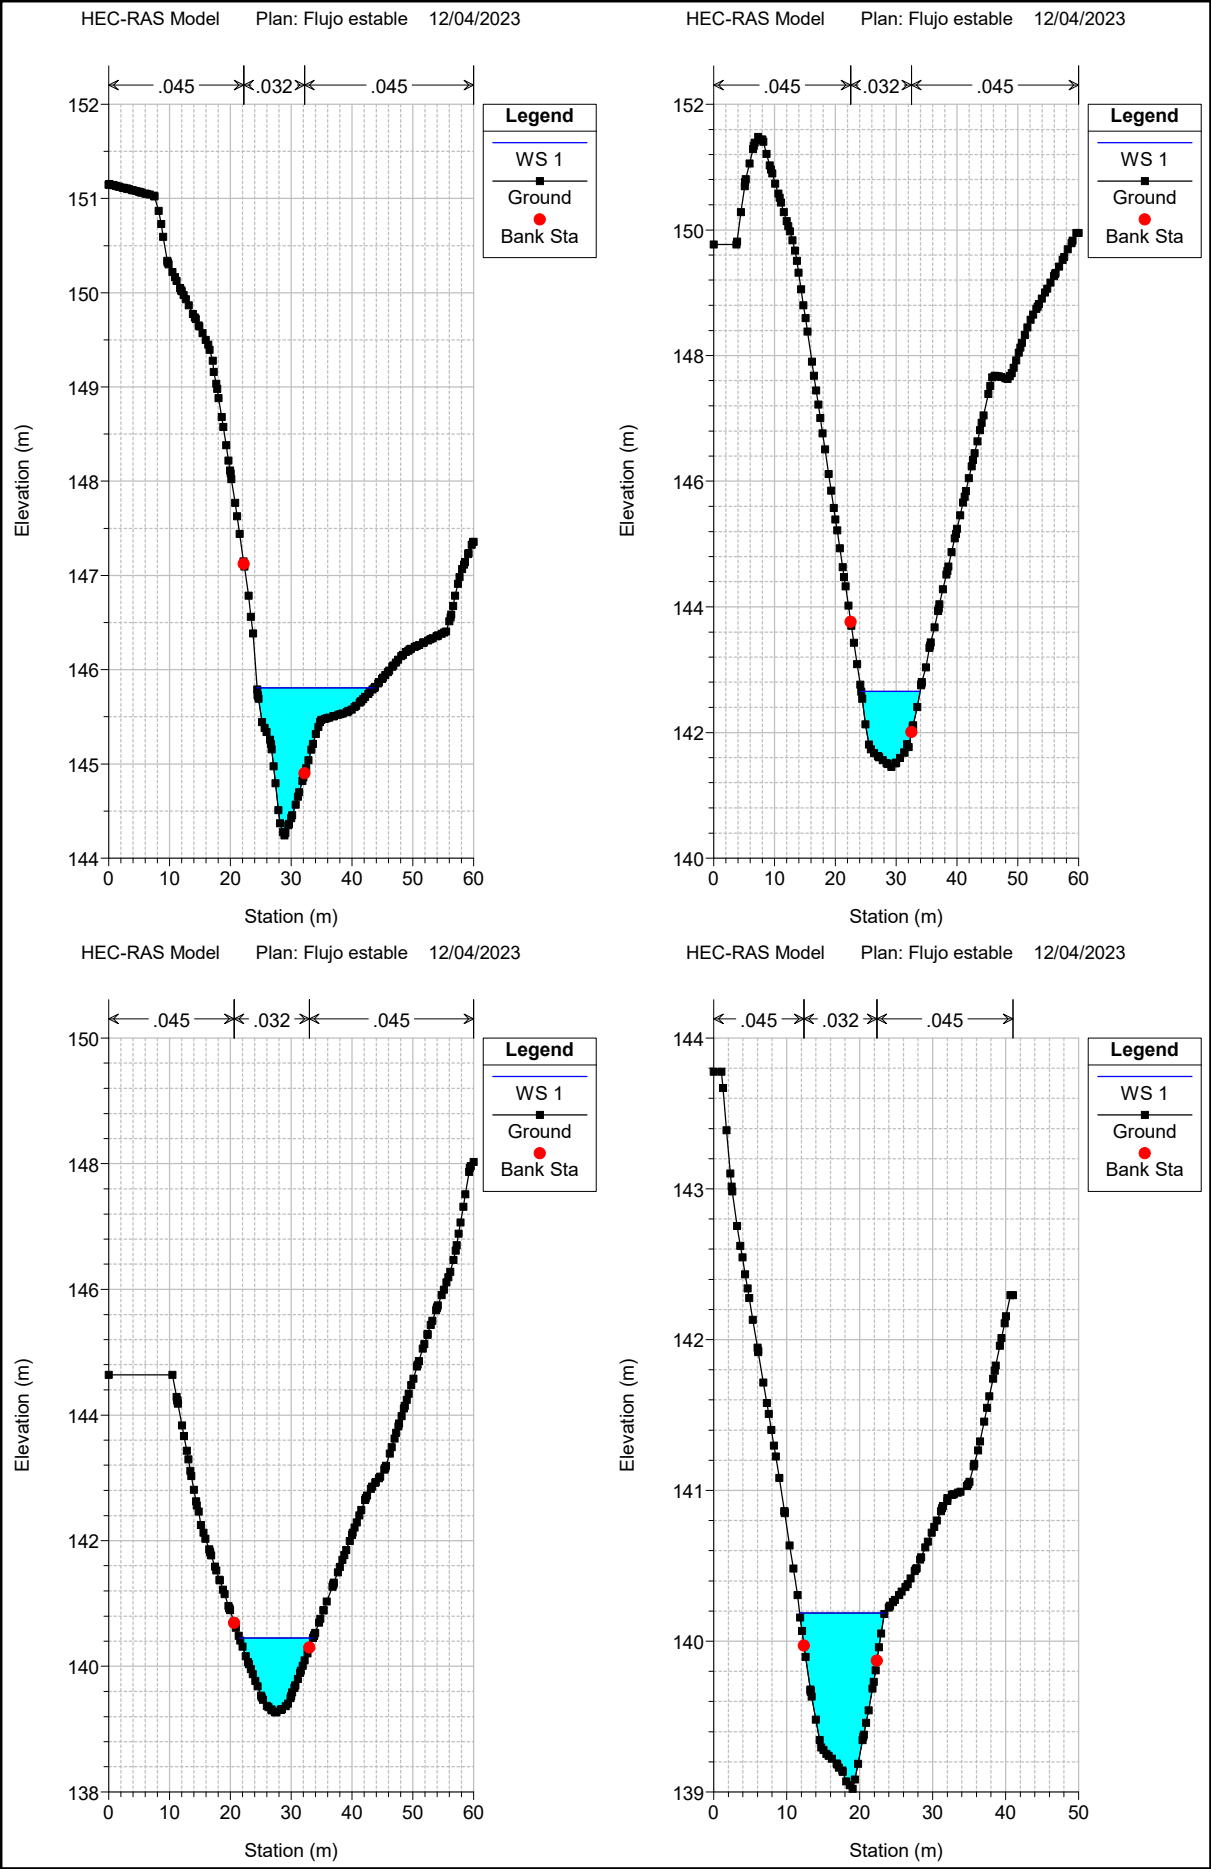 HEC-RAS Model Plan: Flujo estable 12/04/2023
.045 .032 .045
Legend
WS 1
Ground
Bank Sta
152
151
150
149
148
147
146
145
144
0 10 20 30 40 50 60
Elevation (m)
Station (m)
HEC-RAS Model Plan: Flujo estable 12/04/2023
.045 .032 .045
Legend
WS 1
Ground
Bank Sta
152
150
148
146
144
142
140
0 10 20 30 40 50 60
Elevation (m)
Station (m)
HEC-RAS Model Plan: Flujo estable 12/04/2023
.045 .032 .045
Legend
WS 1
Ground
Bank Sta
150
148
146
144
142
140
138
0 10 20 30 40 50 60
Elevation (m)
Station (m)
HEC-RAS Model Plan: Flujo estable 12/04/2023
.045 .032 .045
Legend
WS 1
Ground
Bank Sta
144
143
142
141
140
139
0 10 20 30 40 50
Elevation (m)
Station (m)